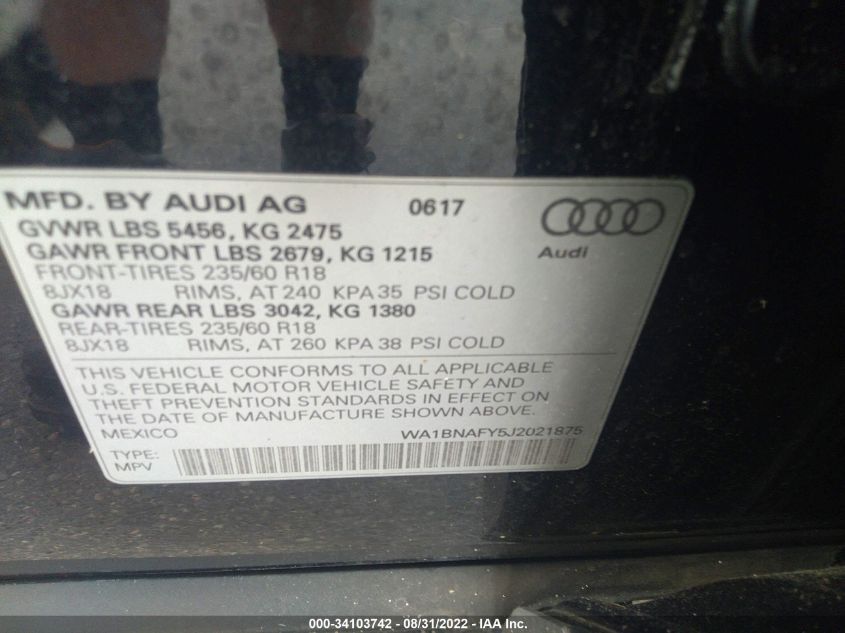 MFD. BY AUDI AG 0617
GVWR LBS 5456, KG 2475
GAWR FRONT LBS 2679, KG 1215
Audi
FRONT-TIRES 235/60 R18
8JX18 RIMS, AT 240 KPA 35 PSI COLD
GAWR REAR LBS 3042, KG 1380
REAR-TIRES 235/60 R18
8JX18 RIMS, AT 260 KPA 38 PSI COLD
THIS VEHICLE CONFORMS TO ALL APPLICABLE
U.S. FEDERAL MOTOR VEHICLE SAFETY AND
THEFT PREVENTION STANDARDS IN EFFECT ON
THE DATE OF MANUFACTURE SHOWN ABOVE.
MEXICO WA1BNAFY5J2021875
TYPE:
MPV
000-34103742 - 08/31/2022 - IAA Inc.